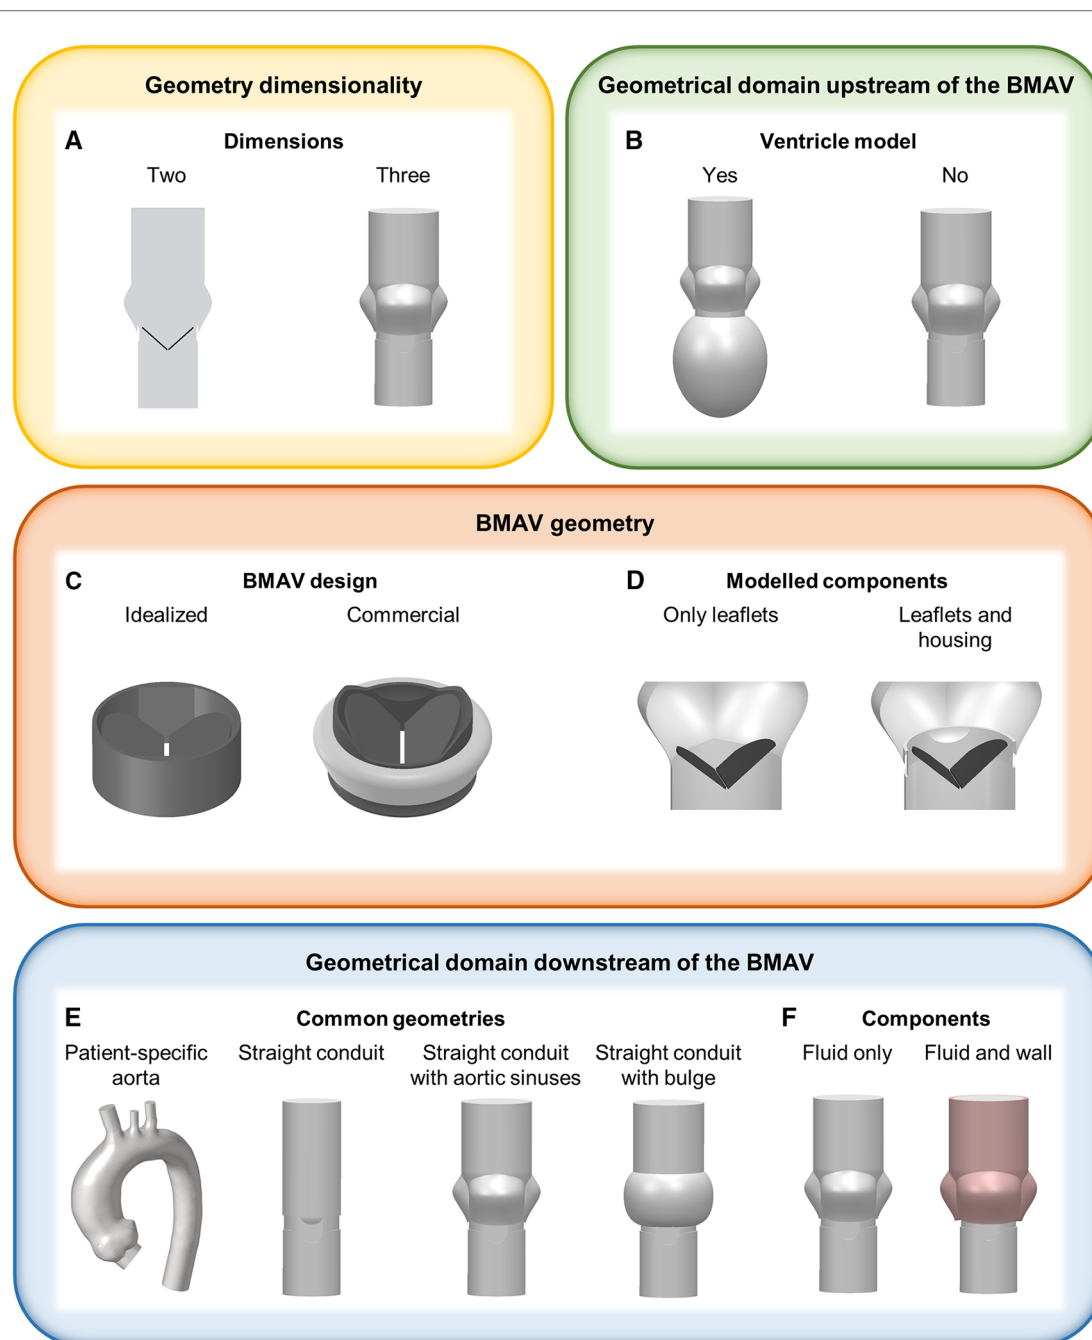 Geometry dimensionality
A
Dimensions
Two
Three
Geometrical domain upstream of the BMAV
B
Ventricle model
Yes
No
BMAV geometry
C
BMAV design
Idealized
Commercial
D
Modelled components
Only leaflets
Leaflets and
housing
Geometrical domain downstream of the BMAV
E
Common geometries
Patient-specific
aorta
Straight conduit
Straight conduit
with aortic sinuses
Straight conduit
with bulge
F
Components
Fluid only
Fluid and wall